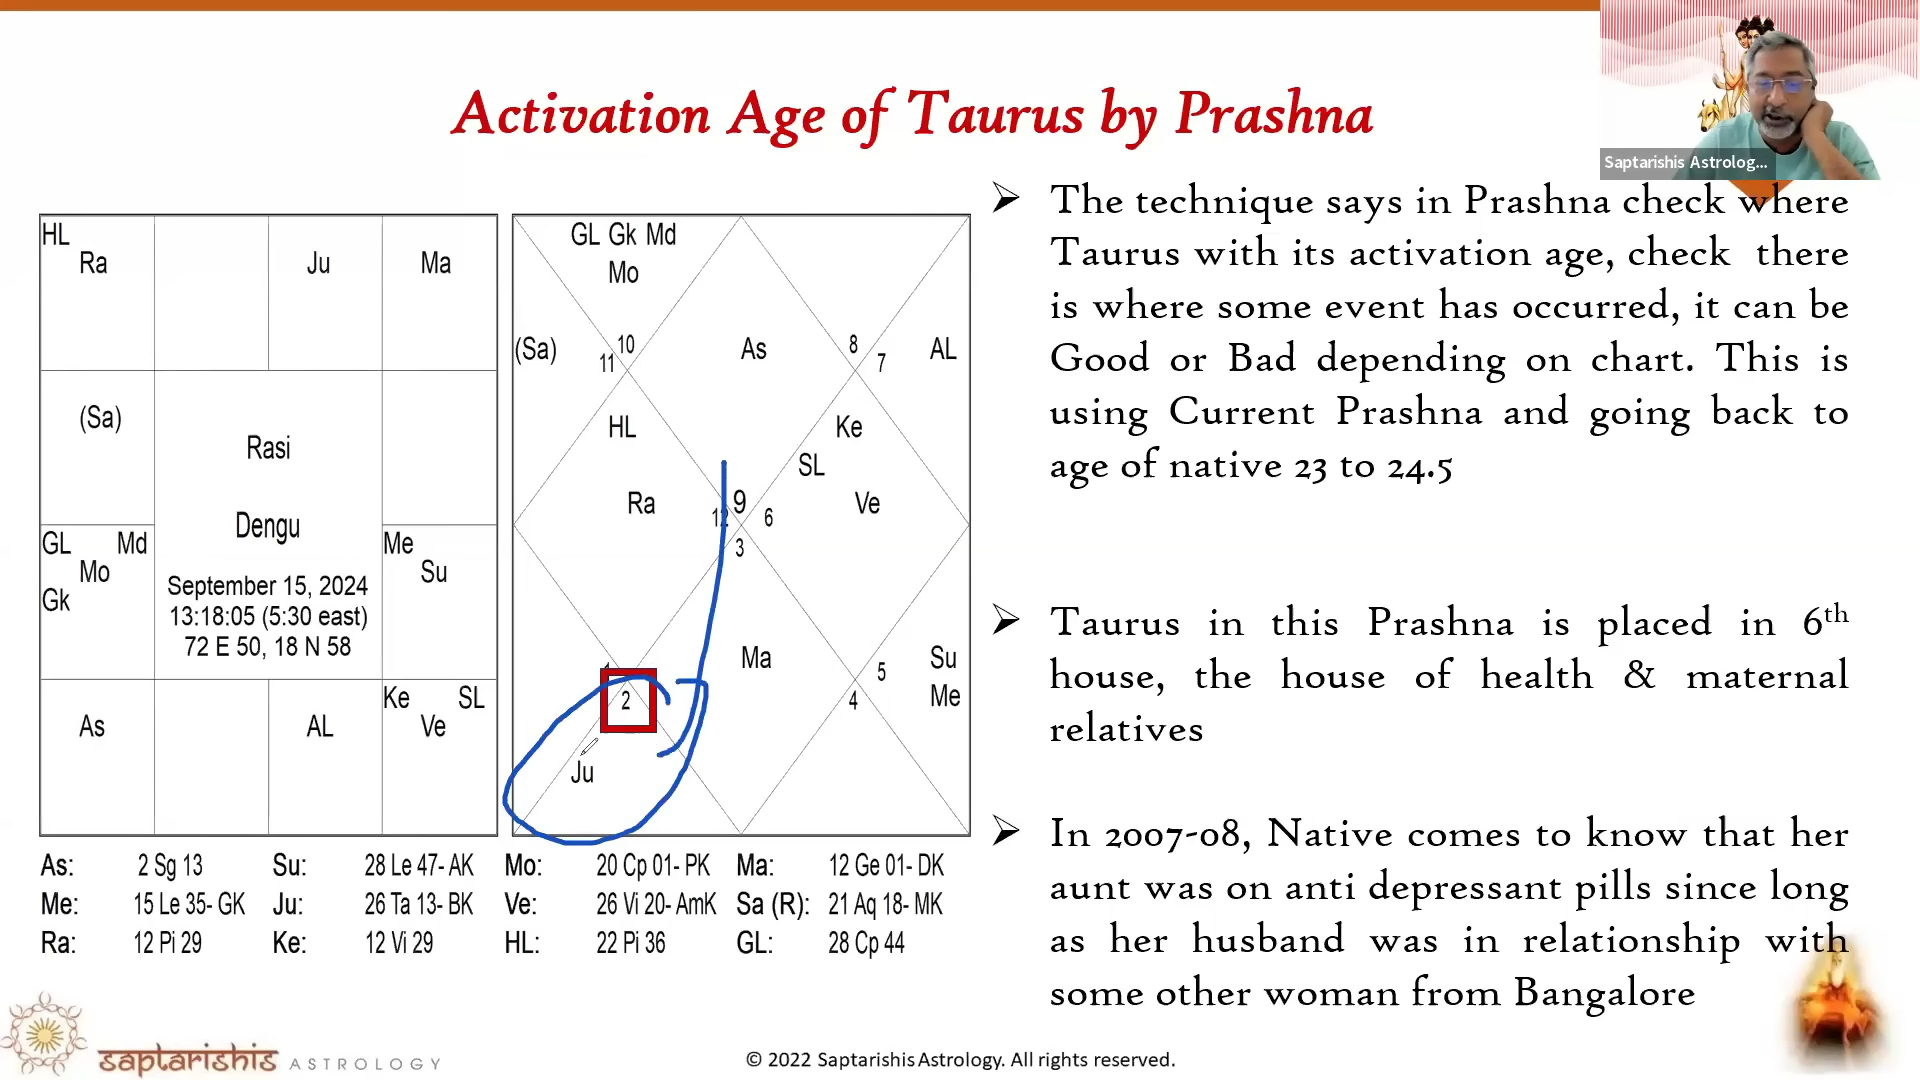 Activation Age of Taurus by Prashna
Saptarishis Astrolog...
HL
Ra
Ju
Ma
(Sa)
Rasi
Dengu
September 15, 2024
13:18:05 (5:30 east)
72 E 50, 18 N 58
GL Md
Mo
Gk
Me
Su
As
AL
Ke SL
Ve
GL Gk Md
Mo
(Sa)
10
11
As
8
7
AL
HL
Ke
SL
Ra
Ve
12
9
6
3
Ma
5
4
Su
Me
2
Ju
As: 2 Sg 13 Su: 28 Le 47- AK Mo: 20 Cp 01- PK Ma: 12 Ge 01- DK
Me: 15 Le 35- GK Ju: 26 Ta 13- BK Ve: 26 Vi 20- AmK Sa (R): 21 Aq 18- MK
Ra: 12 Pi 29 Ke: 12 Vi 29 HL: 22 Pi 36 GL: 28 Cp 44
➢ The technique says in Prashna check where
Taurus with its activation age, check there
is where some event has occurred, it can be
Good or Bad depending on chart. This is
using Current Prashna and going back to
age of native 23 to 24.5
➢ Taurus in this Prashna is placed in 6th
house, the house of health & maternal
relatives
➢ In 2007-08, Native comes to know that her
aunt was on anti depressant pills since long
as her husband was in relationship with
some other woman from Bangalore
saptarishis ASTROLOGY
© 2022 Saptarishis Astrology. All rights reserved.